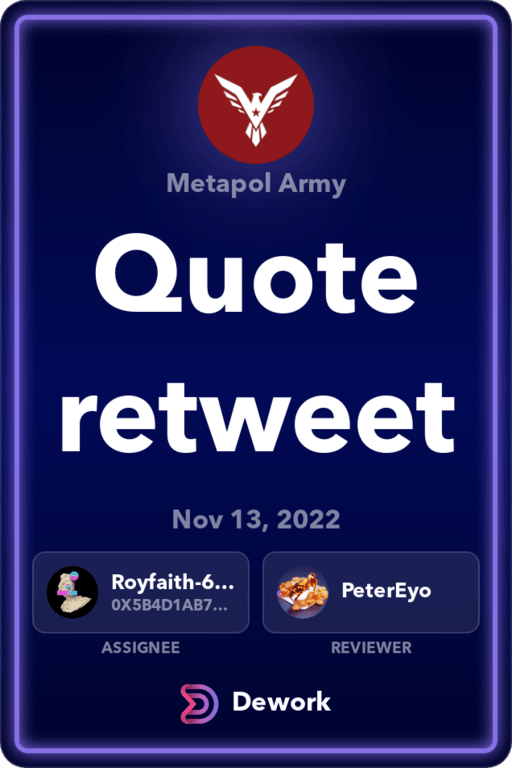 Metapol Army
Quote
retweet
Nov 13, 2022
Royfaith-6...
0X5B4D1AB7...
ASSIGNEE
PeterEyo
REVIEWER
Dework